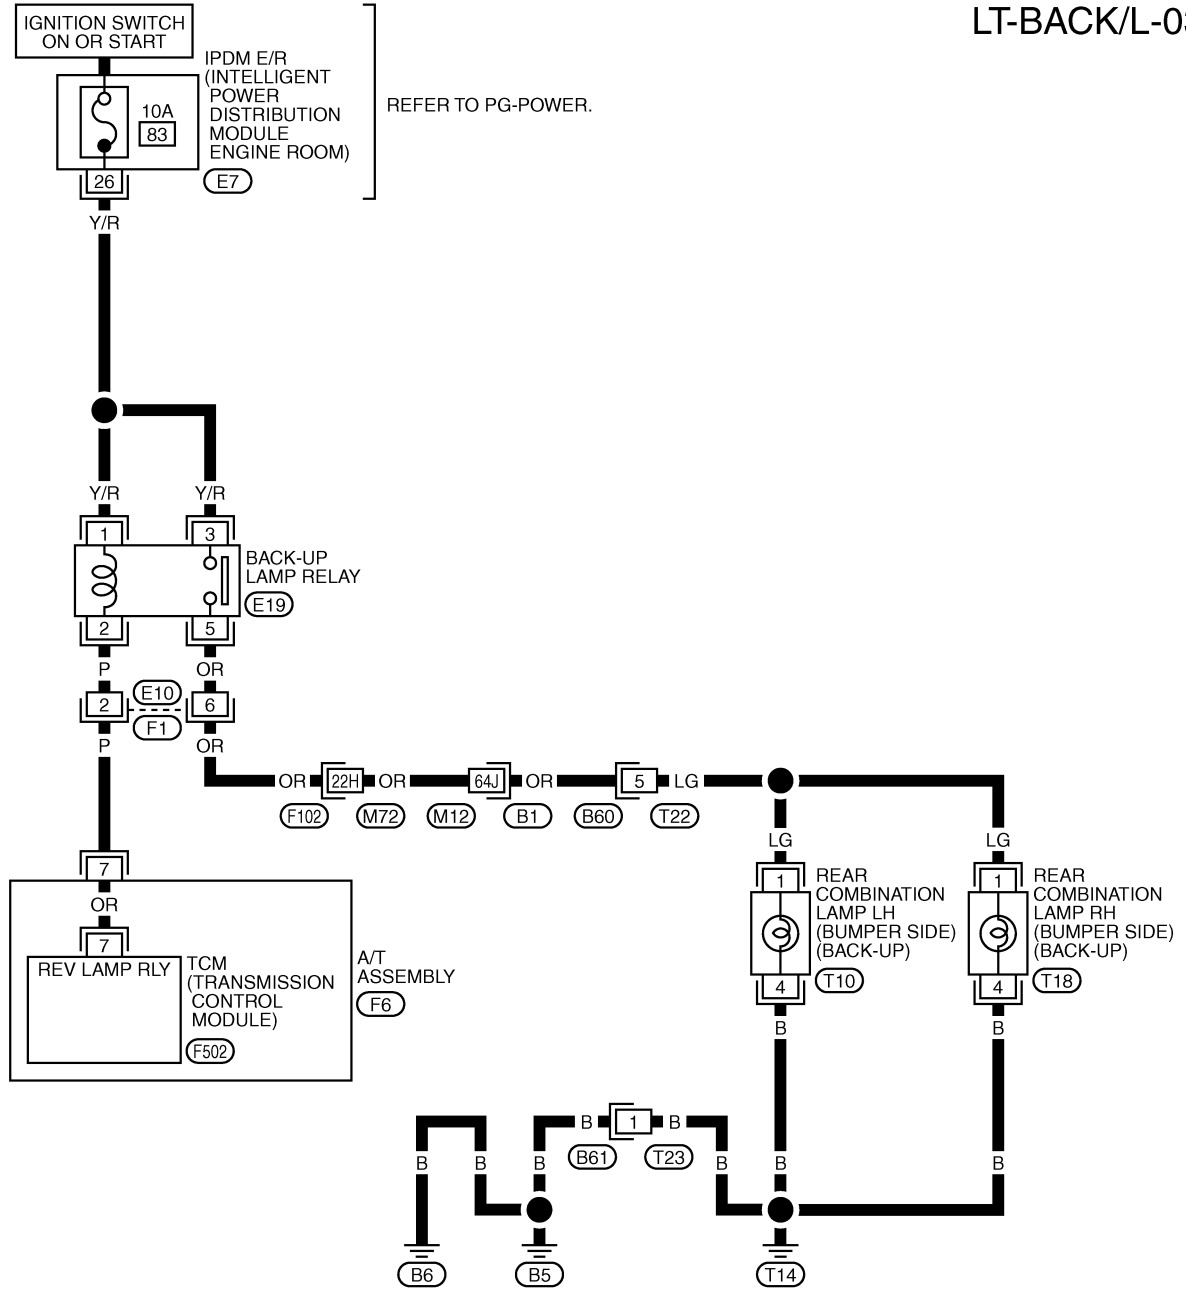 LT-BACK/L-03
IGNITION SWITCH
ON OR START
IPDM E/R
(INTELLIGENT
POWER
DISTRIBUTION
MODULE
ENGINE ROOM)
E7
10A
83
26
REFER TO PG-POWER.
Y/R
Y/R
Y/R
1
3
BACK-UP
LAMP RELAY
E19
2
5
P
OR
2
E10
F1
6
P
OR
OR
22H
OR
64J
OR
5
LG
F102
M72
M12
B1
B60
T22
LG
LG
7
OR
7
REV LAMP RLY
TCM
(TRANSMISSION
CONTROL
MODULE)
F502
A/T
ASSEMBLY
F6
1
REAR
COMBINATION
LAMP LH
(BUMPER SIDE)
(BACK-UP)
T10
4
1
REAR
COMBINATION
LAMP RH
(BUMPER SIDE)
(BACK-UP)
T18
4
B
B
B
1
B
B61
T23
B
B
B
B
B
B
B6
B5
T14